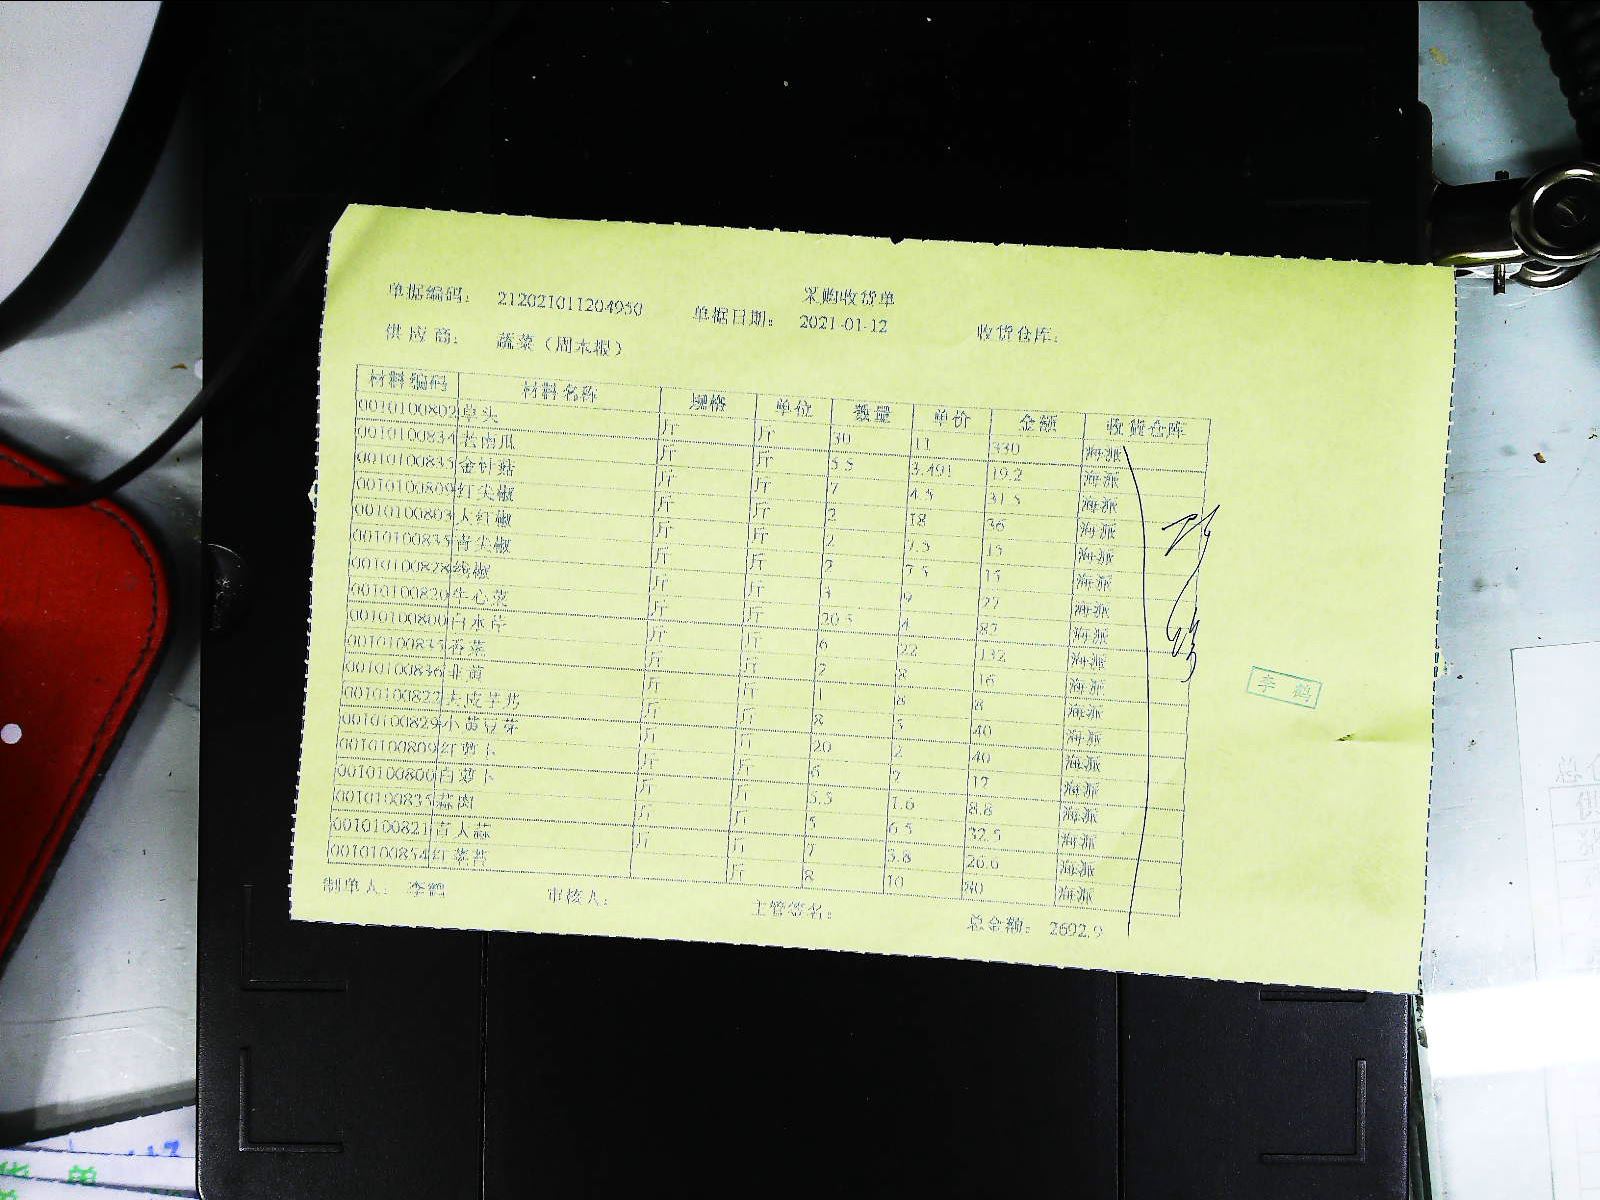 采购收货单
单据编码： 212021011204950 单据日期： 2021-01-12 收货仓库：
供应商： 蔬菜（周末报）
材料编码 材料名称 规格 单位 数量 单价 金额 收货仓库
0010100802 草头 斤 斤 30 11 330 海派
0010100834 长南瓜 斤 斤 5.5 3.491 19.2 海派
0010100835 金针菇 斤 斤 7 4.5 31.5 海派
0010100809 红尖椒 斤 斤 2 18 36 海派
0010100803 大红椒 斤 斤 2 7.5 15 海派
0010100835 青尖椒 斤 斤 2 7.5 15 海派
0010100828 线椒 斤 斤 3 9 27 海派
0010100820 牛心菜 斤 斤 20.5 4 82 海派
0010100800 白水芹 斤 斤 6 22 132 海派
0010100835 香菜 斤 斤 2 8 16 海派
0010100836 韭黄 斤 斤 1 8 8 海派
0010100822 大皮芋艿 斤 斤 8 5 40 海派
0010100829 小黄豆芽 斤 斤 20 2 40 海派
0010100809 红萝卜 斤 斤 6 2 12 海派
0010100800 白萝卜 斤 斤 5.5 1.6 8.8 海派
0010100835 蒜肉 斤 斤 5 6.5 32.5 海派
0010100821 青大蒜 斤 斤 7 3.8 26.6 海派
0010100854 红菜苔 斤 8 10 80 海派
制单人： 李鹤 审核人： 主管签名： 总金额： 2692.9
李鹤